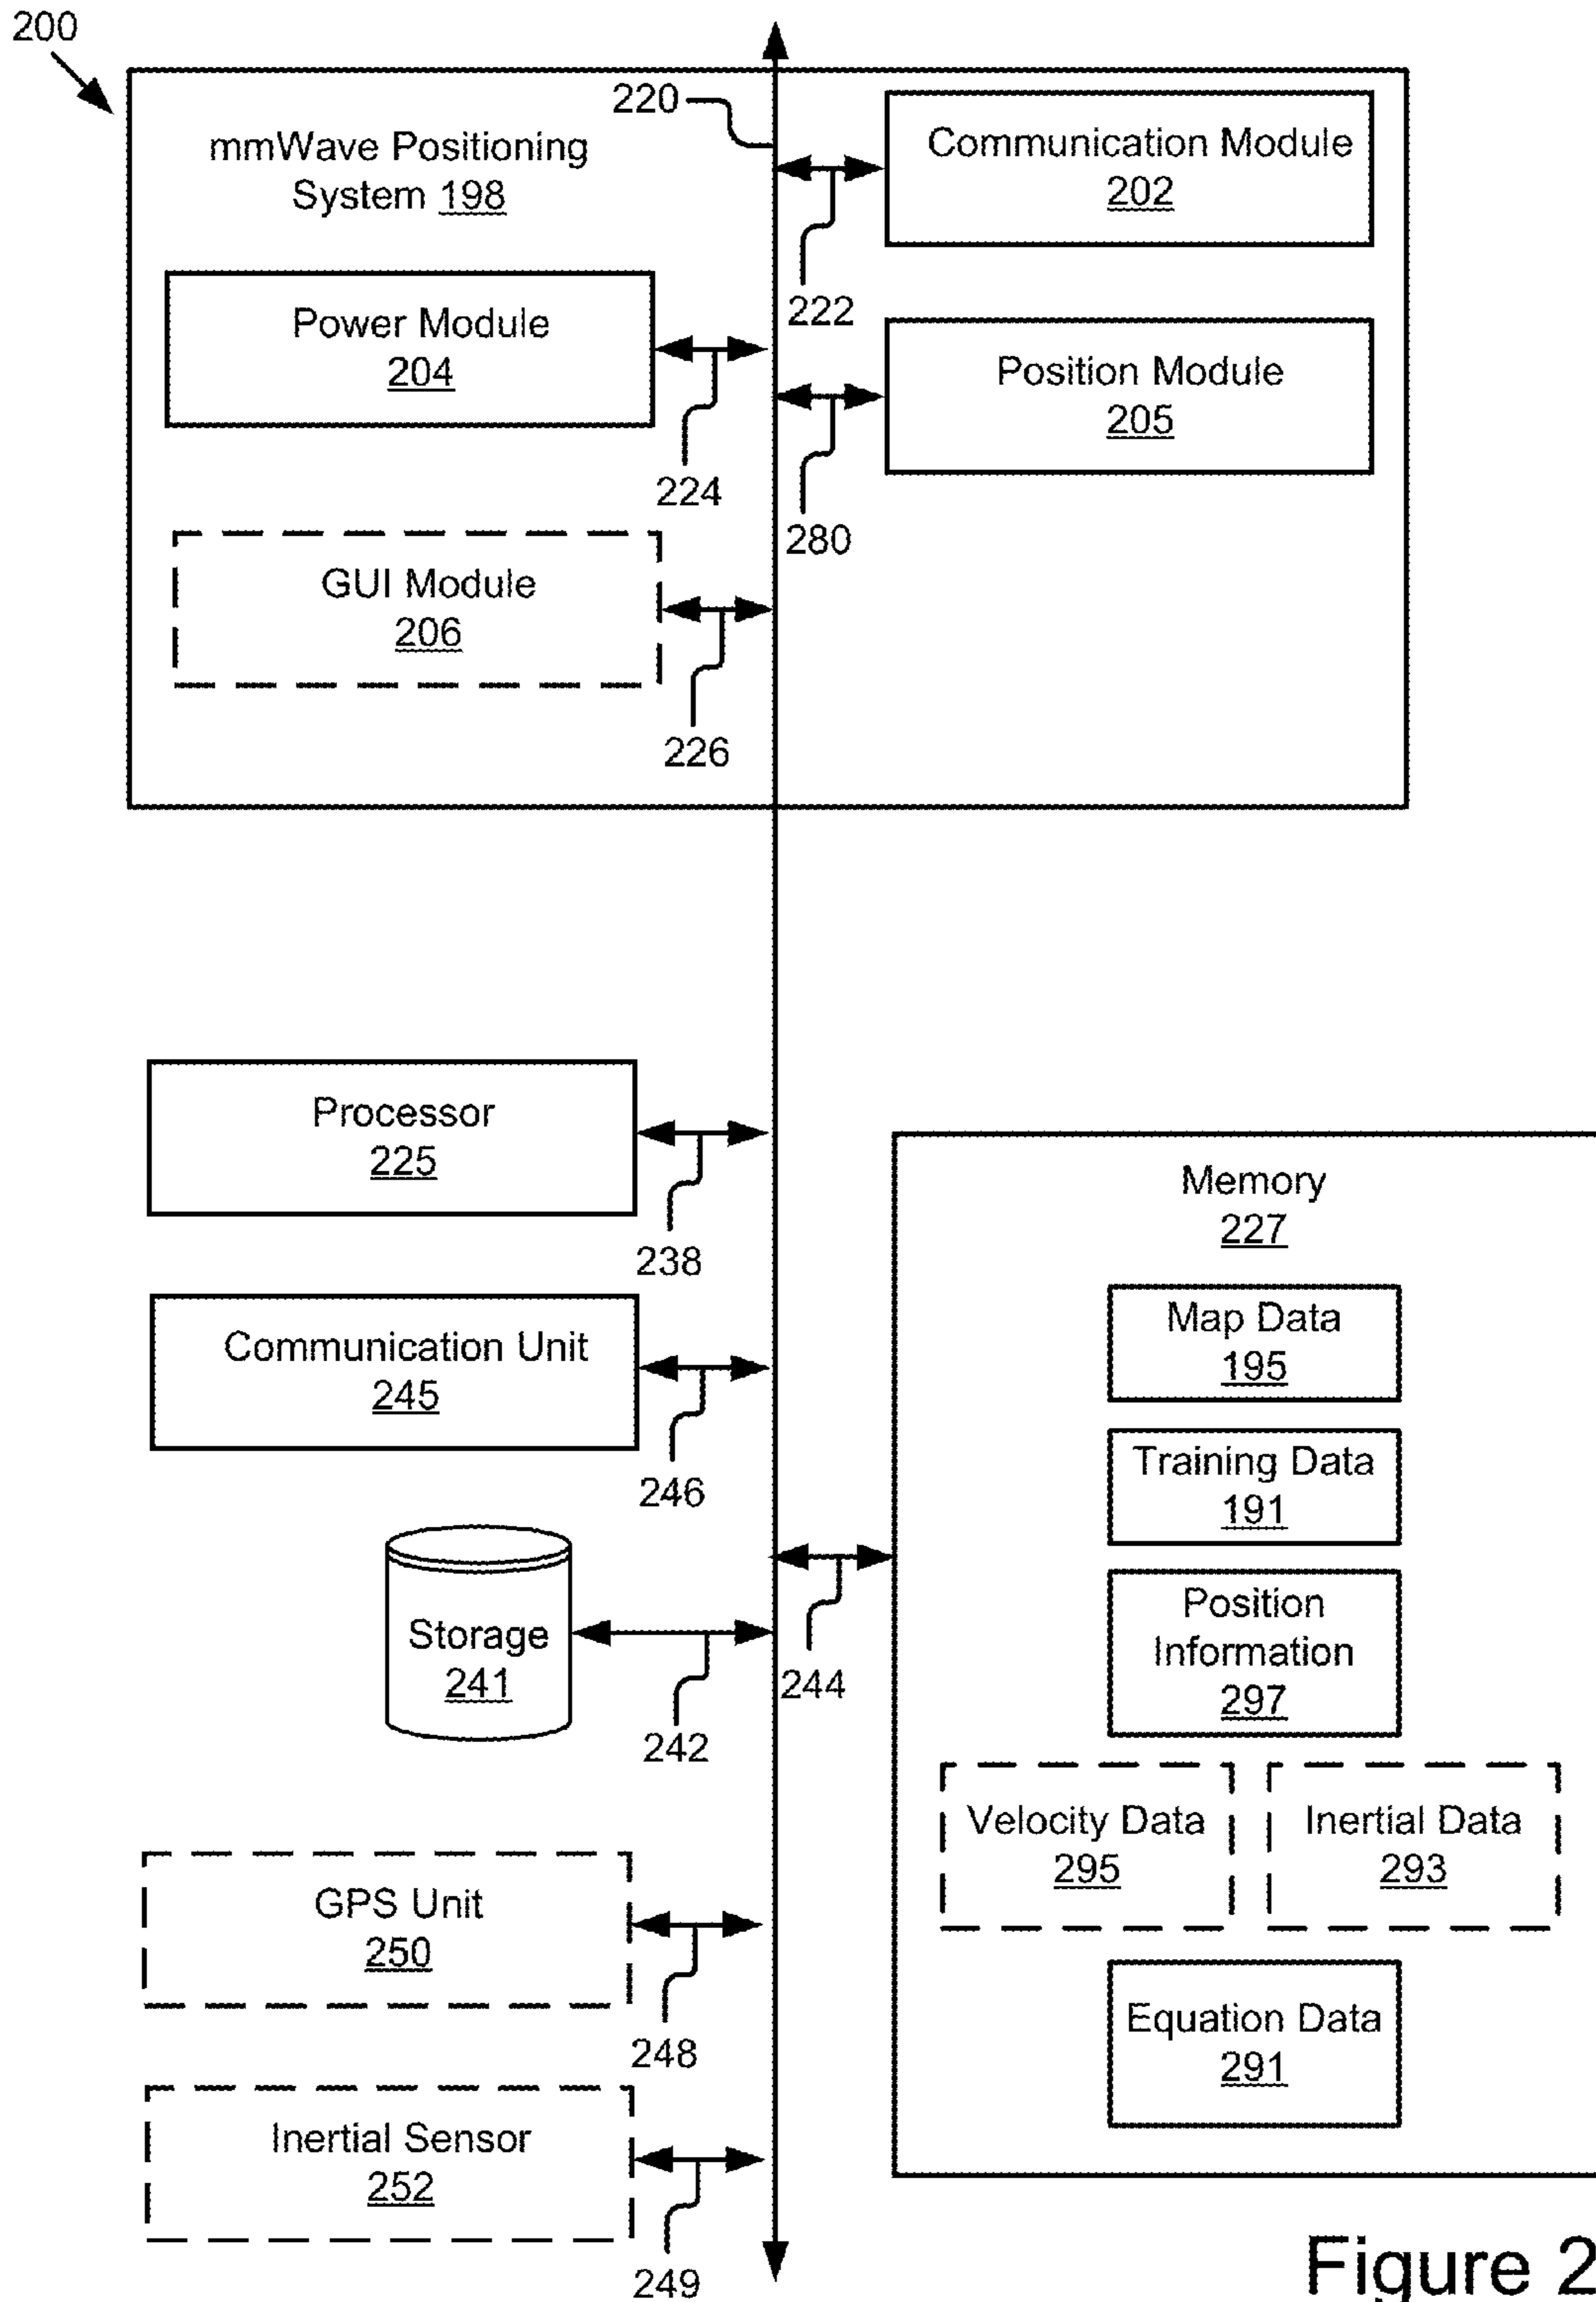 200
220
mmWave Positioning
System 198
Communication Module
202
222
Power Module
204
224
Position Module
205
280
GUI Module
206
226
Processor
225
238
Communication Unit
245
246
Storage
241
242
244
Memory
227
Map Data
195
Training Data
191
Position
Information
297
Velocity Data
295
Inertial Data
293
Equation Data
291
GPS Unit
250
248
Inertial Sensor
252
249
Figure 2